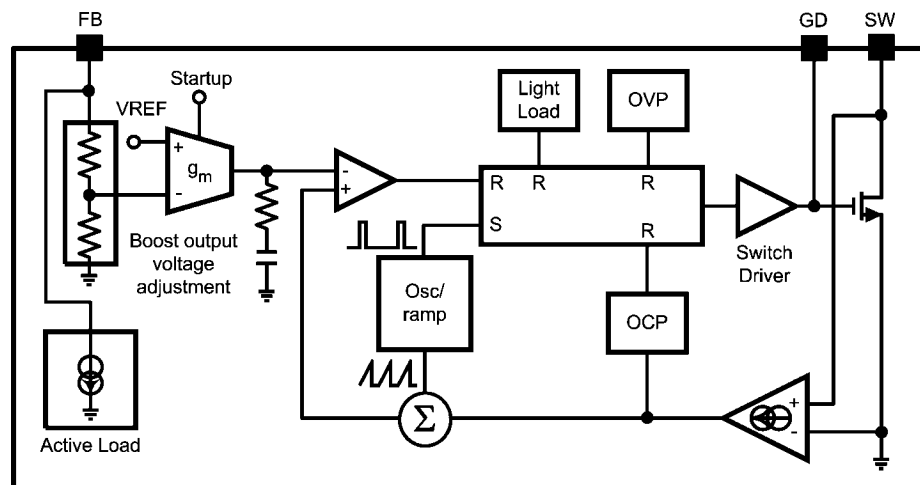 FB
GD
SW
Startup
VREF
+
gm
-
Light
Load
OVP
-
+
R
R
R
S
R
Boost output
voltage
adjustment
Switch
Driver
Osc/
ramp
OCP
Σ
+
-
Active Load